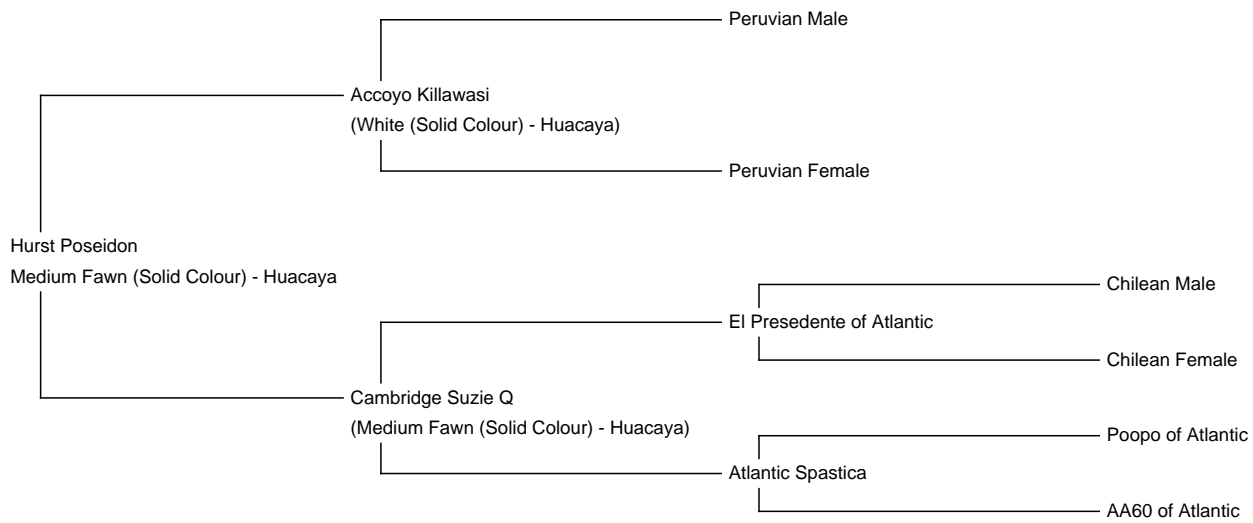 Peruvian Male
Accoyo Killawasi
(White (Solid Colour) - Huacaya)
Peruvian Female
Hurst Poseidon
Medium Fawn (Solid Colour) - Huacaya
Chilean Male
El Presedente of Atlantic
Chilean Female
Cambridge Suzie Q
(Medium Fawn (Solid Colour) - Huacaya)
Poopo of Atlantic
Atlantic Spastica
AA60 of Atlantic